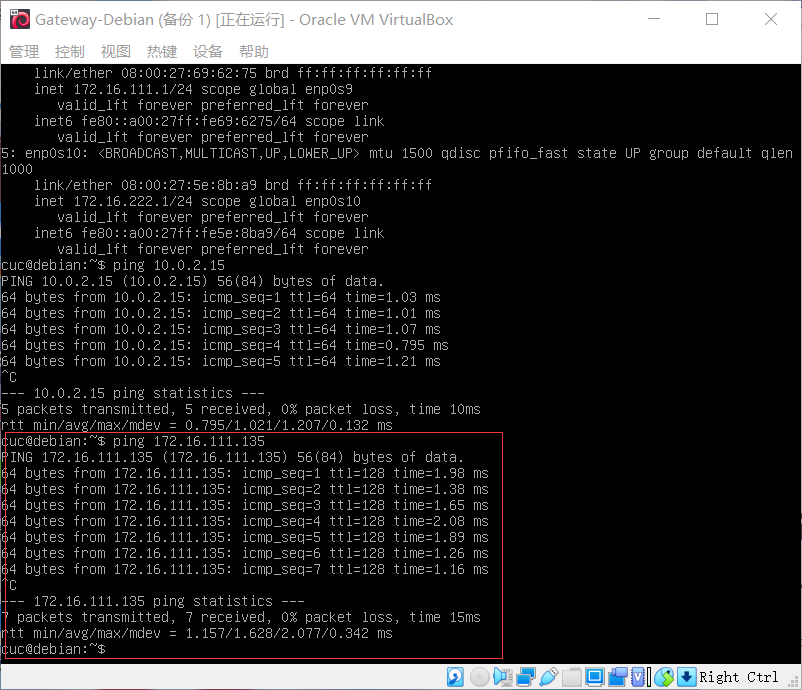 Gateway-Debian (备份 1) [正在运行] - Oracle VM VirtualBox
管理 控制 视图 热键 设备 帮助
link/ether 08:00:27:69:62:75 brd ff:ff:ff:ff:ff:ff
inet 172.16.111.1/24 scope global enp0s9
valid_lft forever preferred_lft forever
inet6 fe80::a00:27ff:fe69:6275/64 scope link
valid_lft forever preferred_lft forever
5: enp0s10: <BROADCAST,MULTICAST,UP,LOWER_UP> mtu 1500 qdisc pfifo_fast state UP group default qlen
1000
link/ether 08:00:27:5e:8b:a9 brd ff:ff:ff:ff:ff:ff
inet 172.16.222.1/24 scope global enp0s10
valid_lft forever preferred_lft forever
inet6 fe80::a00:27ff:fe5e:8ba9/64 scope link
valid_lft forever preferred_lft forever
cuc@debian:~$ ping 10.0.2.15
PING 10.0.2.15 (10.0.2.15) 56(84) bytes of data.
64 bytes from 10.0.2.15: icmp_seq=1 ttl=64 time=1.03 ms
64 bytes from 10.0.2.15: icmp_seq=2 ttl=64 time=1.01 ms
64 bytes from 10.0.2.15: icmp_seq=3 ttl=64 time=1.07 ms
64 bytes from 10.0.2.15: icmp_seq=4 ttl=64 time=0.795 ms
64 bytes from 10.0.2.15: icmp_seq=5 ttl=64 time=1.21 ms
^C
--- 10.0.2.15 ping statistics ---
5 packets transmitted, 5 received, 0% packet loss, time 10ms
rtt min/avg/max/mdev = 0.795/1.021/1.207/0.132 ms
cuc@debian:~$ ping 172.16.111.135
PING 172.16.111.135 (172.16.111.135) 56(84) bytes of data.
64 bytes from 172.16.111.135: icmp_seq=1 ttl=128 time=1.98 ms
64 bytes from 172.16.111.135: icmp_seq=2 ttl=128 time=1.38 ms
64 bytes from 172.16.111.135: icmp_seq=3 ttl=128 time=1.65 ms
64 bytes from 172.16.111.135: icmp_seq=4 ttl=128 time=2.08 ms
64 bytes from 172.16.111.135: icmp_seq=5 ttl=128 time=1.89 ms
64 bytes from 172.16.111.135: icmp_seq=6 ttl=128 time=1.26 ms
64 bytes from 172.16.111.135: icmp_seq=7 ttl=128 time=1.16 ms
^C
--- 172.16.111.135 ping statistics ---
7 packets transmitted, 7 received, 0% packet loss, time 15ms
rtt min/avg/max/mdev = 1.157/1.628/2.077/0.342 ms
cuc@debian:~$
Right Ctrl